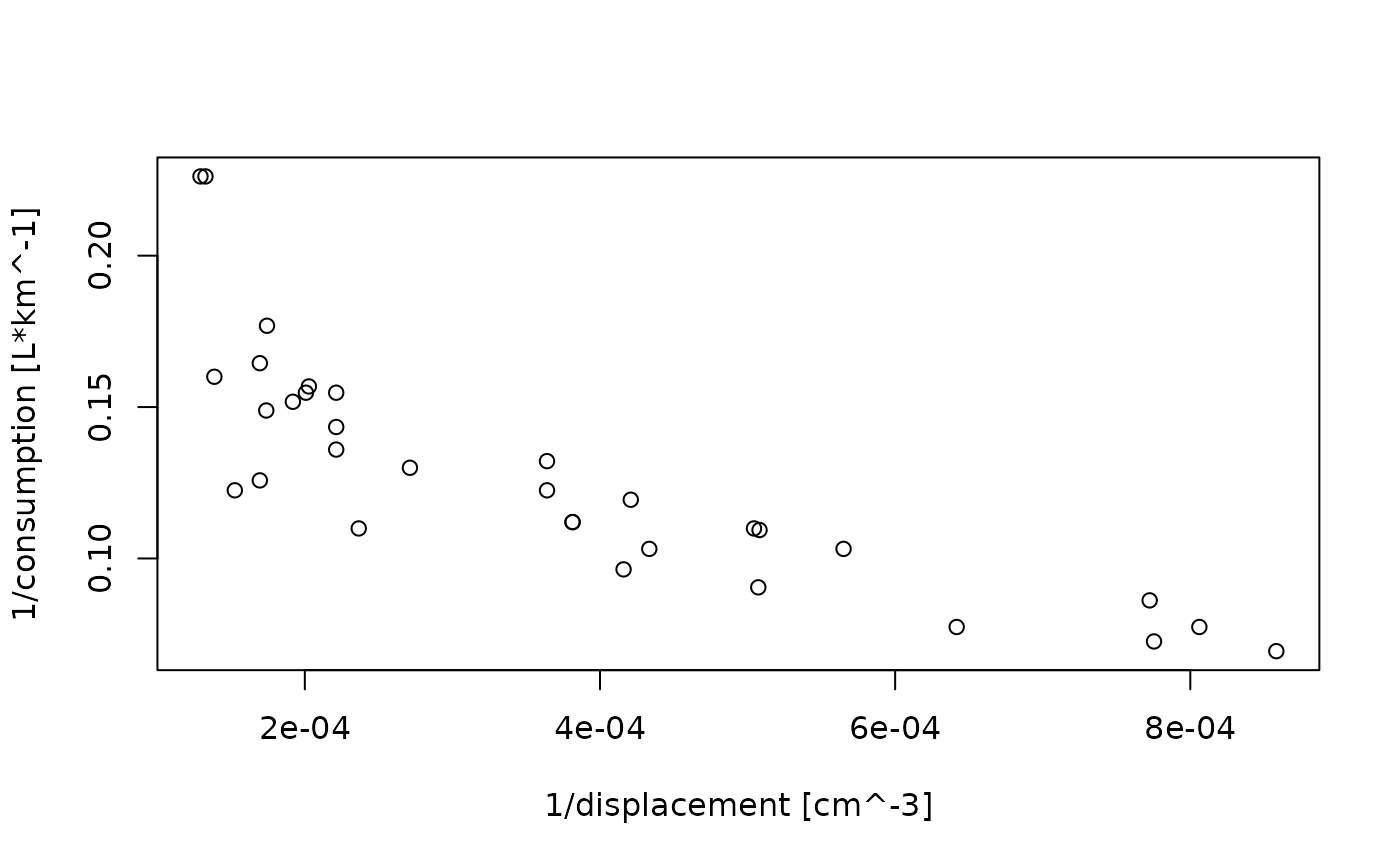 1/consumption [L*km^-1]
0.20
0.15
0.10
2e-04
4e-04
6e-04
8e-04
1/displacement [cm^-3]